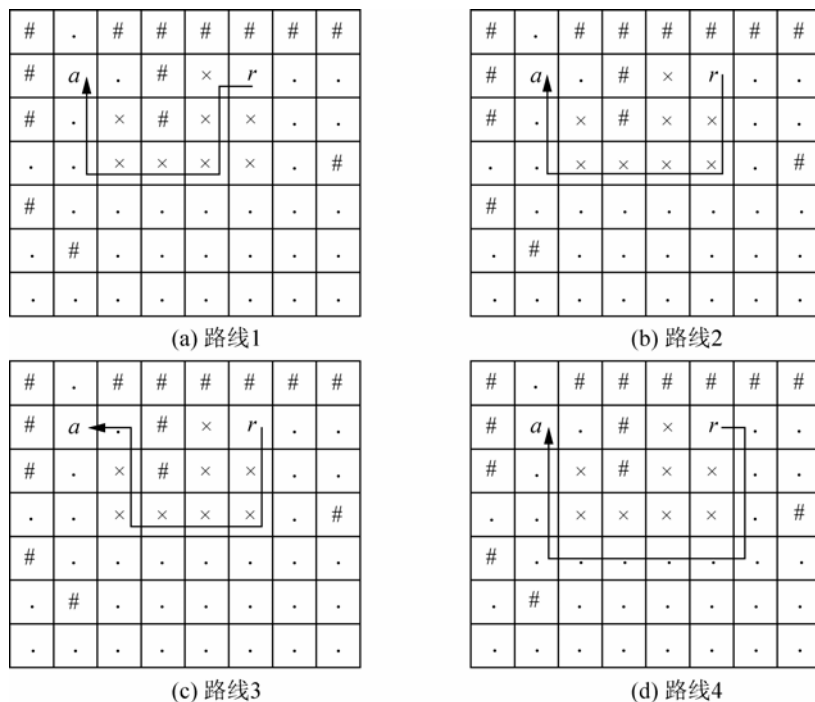 # . # # # # # #    # . # # # # # #
# a . # × r . .    # a . # × r . .
# . × # × × . .    # . × # × × . .
. . × × × × . #    . . × × × × . #
# . . . . . . .    # . . . . . . .
. # . . . . . .    . # . . . . . .
. . . . . . . .    . . . . . . . .
(a) 路线1    (b) 路线2
# . # # # # # #    # . # # # # # #
# a . # × r . .    # a . # × r . .
# . × # × × . .    # . × # × × . .
. . × × × × . #    . . × × × × . #
# . . . . . . .    # . . . . . . .
. # . . . . . .    . # . . . . . .
. . . . . . . .    . . . . . . . .
(c) 路线3    (d) 路线4